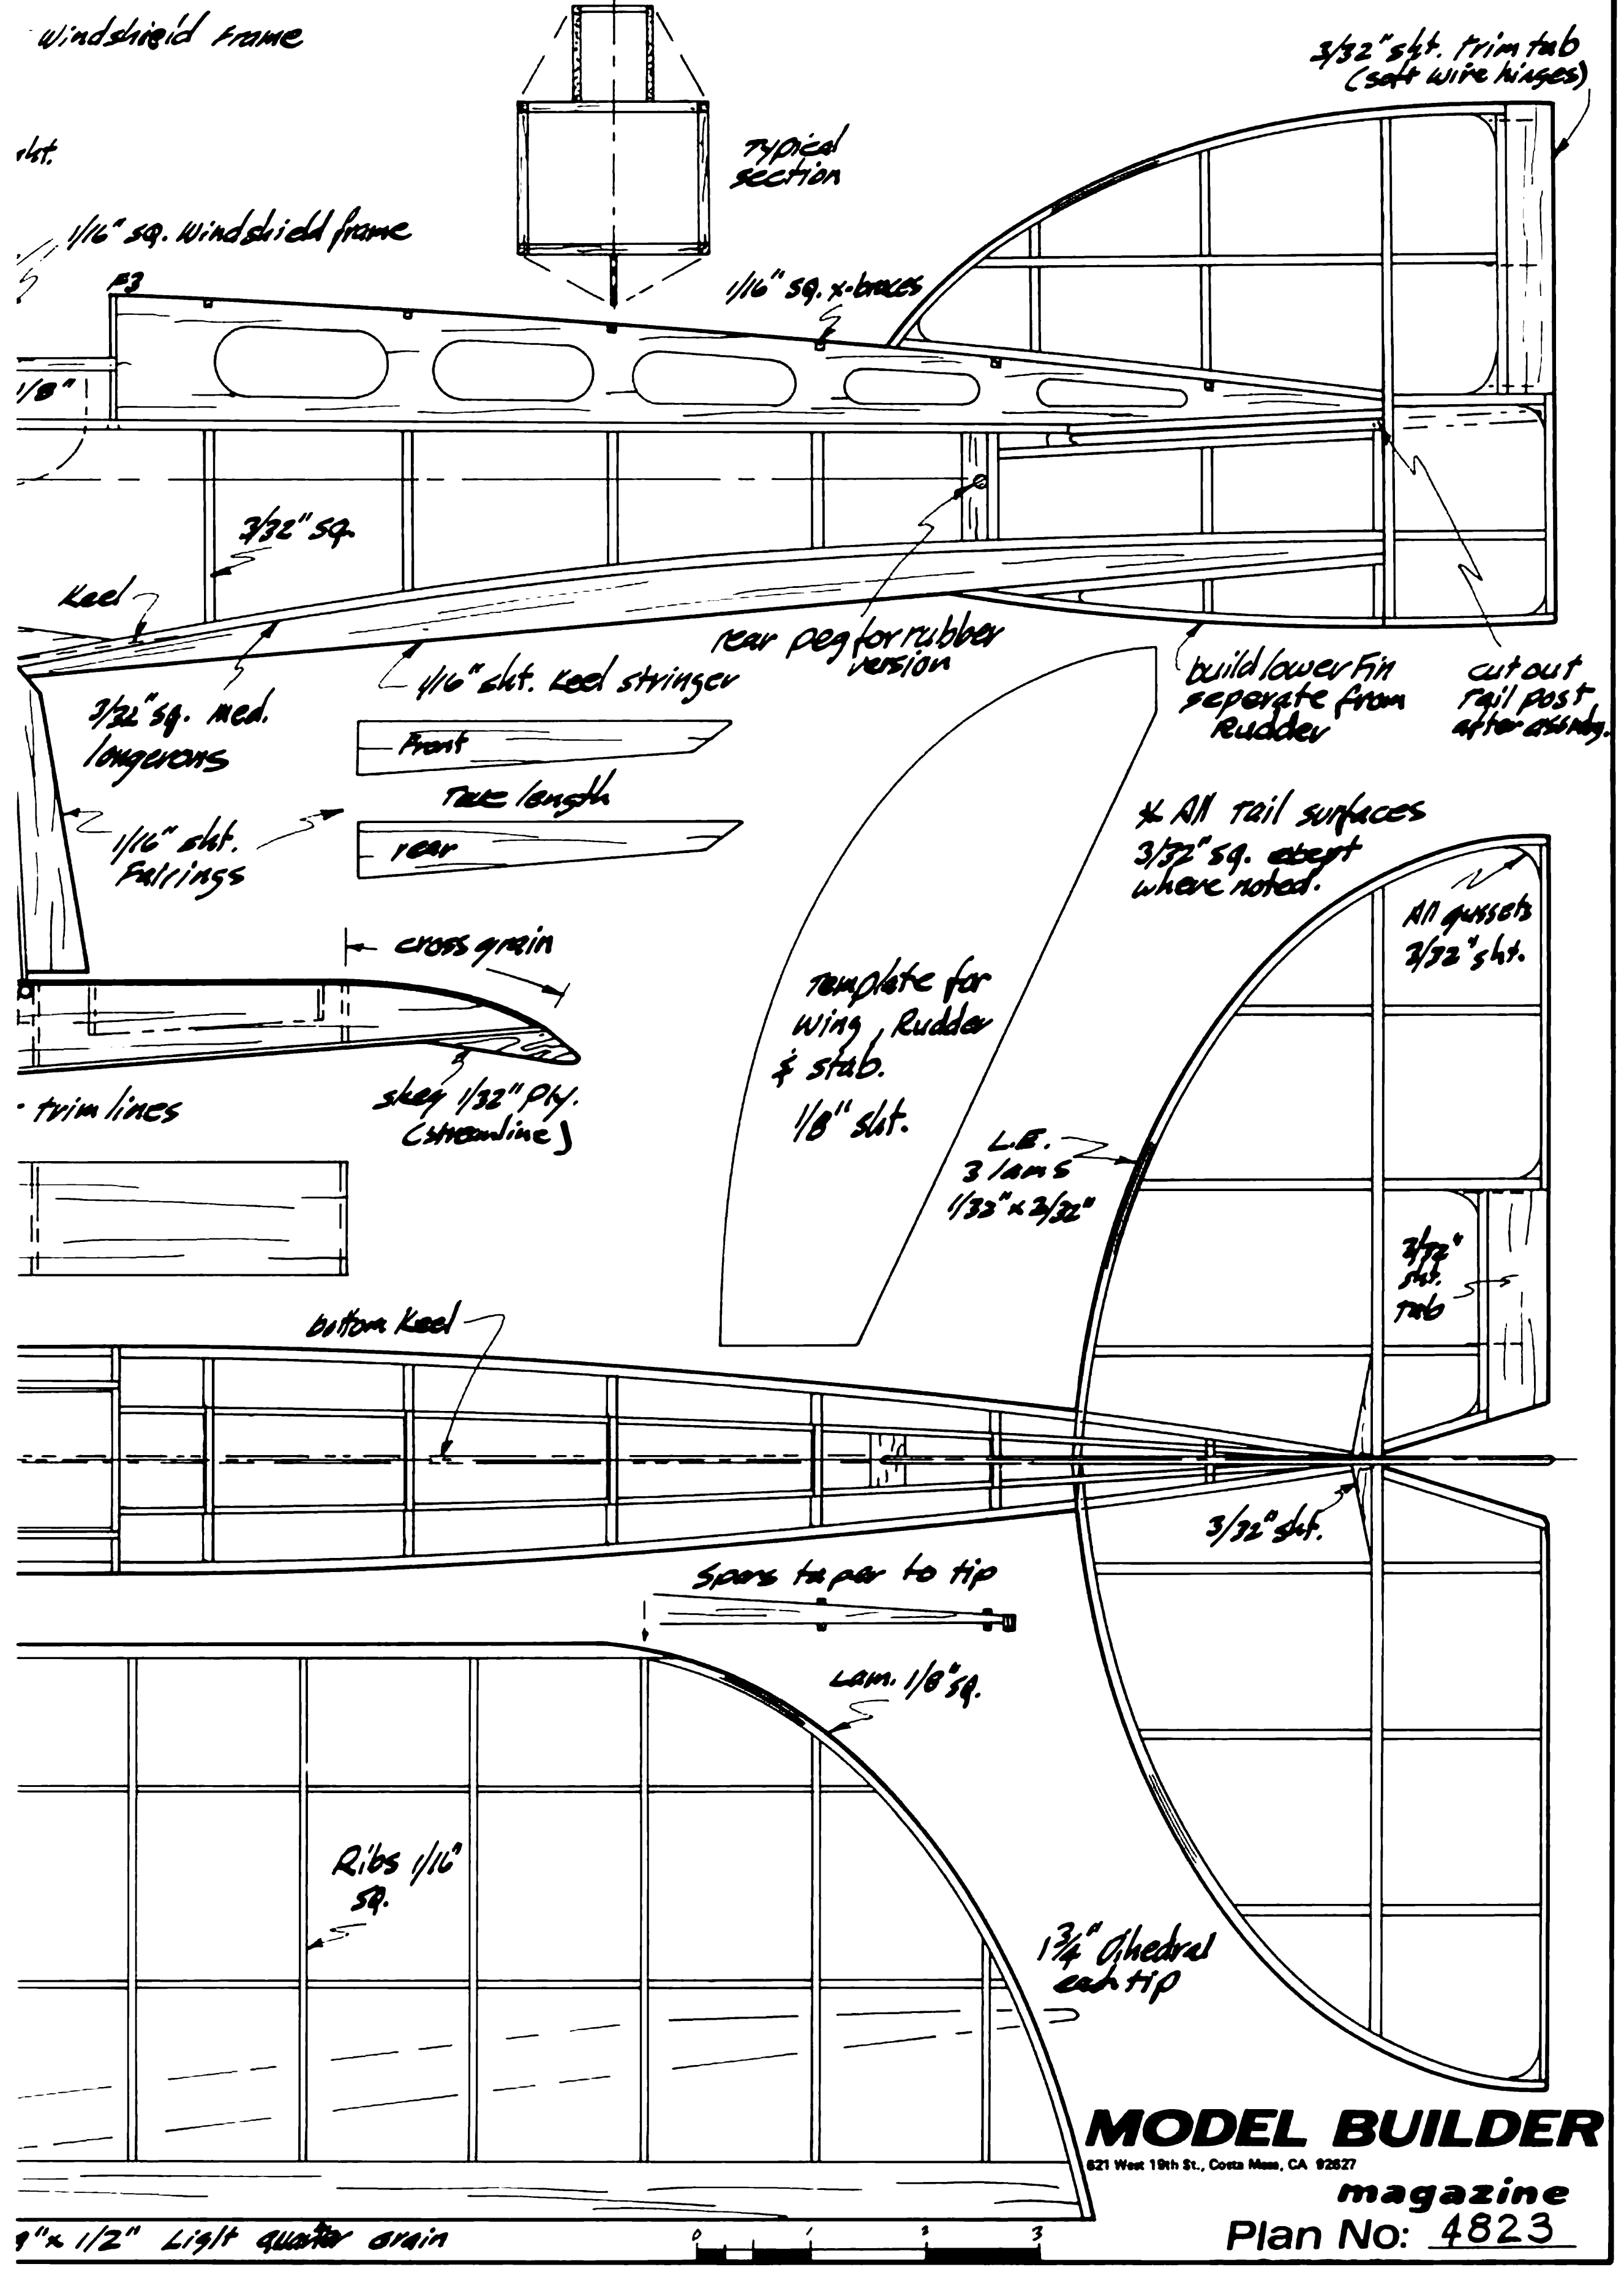 Windshield Frame
3/32" sht. trim tab
(soft wire hinges)
sht.
Typical
section
1/16" sq. Windshield frame
F3
1/16" sq. x-braces
1/8"
3/32" sq.
Keel
rear peg for rubber
version
1/16" sht. Keel stringer
3/32" sq. med.
longerons
build lower Fin
seperate from
Rudder
cut out
tail post
after assmbly.
Front
True length
rear
1/16" sht.
Fairings
* All tail surfaces
3/32" sq. except
where noted.
All gussets
3/32" sht.
cross grain
Template for
Wing, Rudder
& stab.
1/8" sht.
skeg 1/32" Ply.
(streamline)
- trim lines
L.E.
3 lams
1/32" x 3/32"
3/32"
sht.
Tab
bottom Keel
3/32" sht.
Spars taper to tip
Lam. 1/8" sq.
Ribs 1/16"
sq.
1 3/4" Dihedral
each tip
MODEL BUILDER
621 West 19th St., Costa Mesa, CA 92627
magazine
Plan No: 4823
" x 1/2" Light quarter grain
0 1 2 3